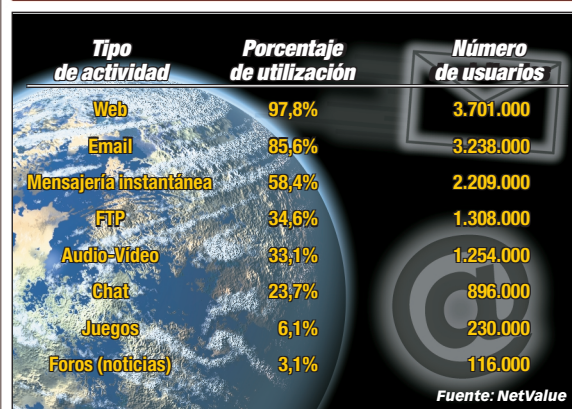 Tipo de actividad Porcentaje de utilización Número de usuarios
Web 97,8% 3.701.000
Email 85,6% 3.238.000
Mensajería instantánea 58,4% 2.209.000
FTP 34,6% 1.308.000
Audio-Vídeo 33,1% 1.254.000
Chat 23,7% 896.000
Juegos 6,1% 230.000
Foros (noticias) 3,1% 116.000
Fuente: NetValue
@